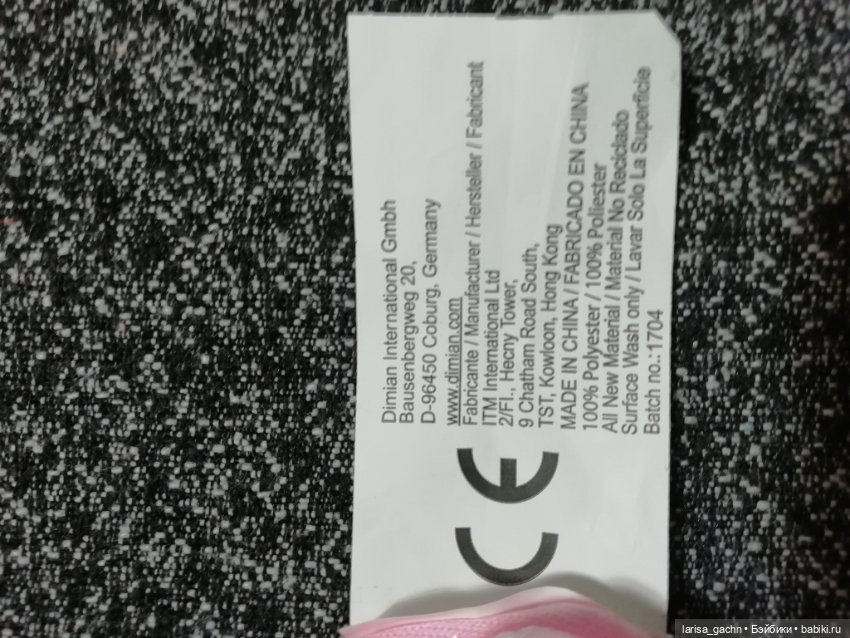 Dimian International Gmbh
Bausenbergweg 20,
D-96450 Coburg, Germany
www.dimian.com
Fabricante / Manufacturer / Hersteller / Fabricant
ITM International Ltd
2/Fl., Hecny Tower,
9 Chatham Road South,
TST, Kowloon, Hong Kong
MADE IN CHINA / FABRICADO EN CHINA
100% Polyester / 100% Poliester
All New Material / Material No Reciclado
Surface Wash only / Lavar Solo La Superficie
Batch no.:1704
CE
larisa_gachn • Бэйбики • babiki.ru